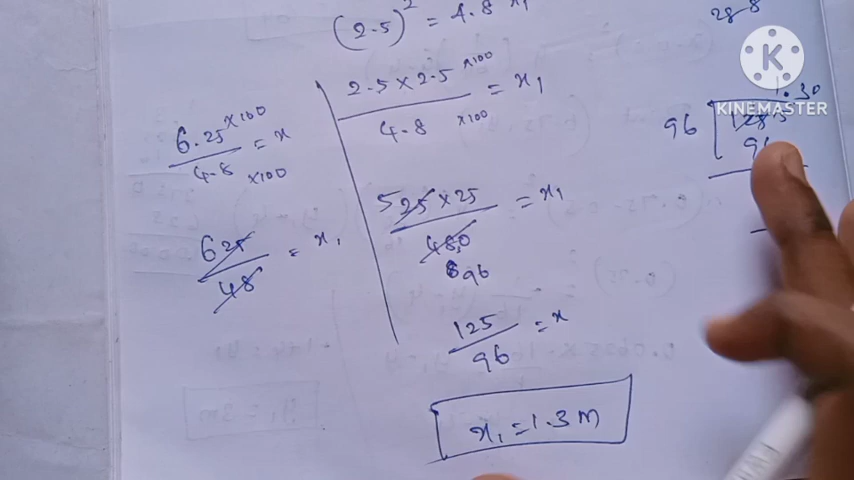 (2.5)² = 4.8 x₁
28.8
6.25 ×100 / 4.8 ×100 = x
2.5 × 2.5 ×100 / 4.8 ×100 = x₁
1.30
96
KINEMASTER
625 / 48 = x₁
5 25 × 25 / 480 = x₁
96
125 / 96 = x
x₁ = 1.3 m